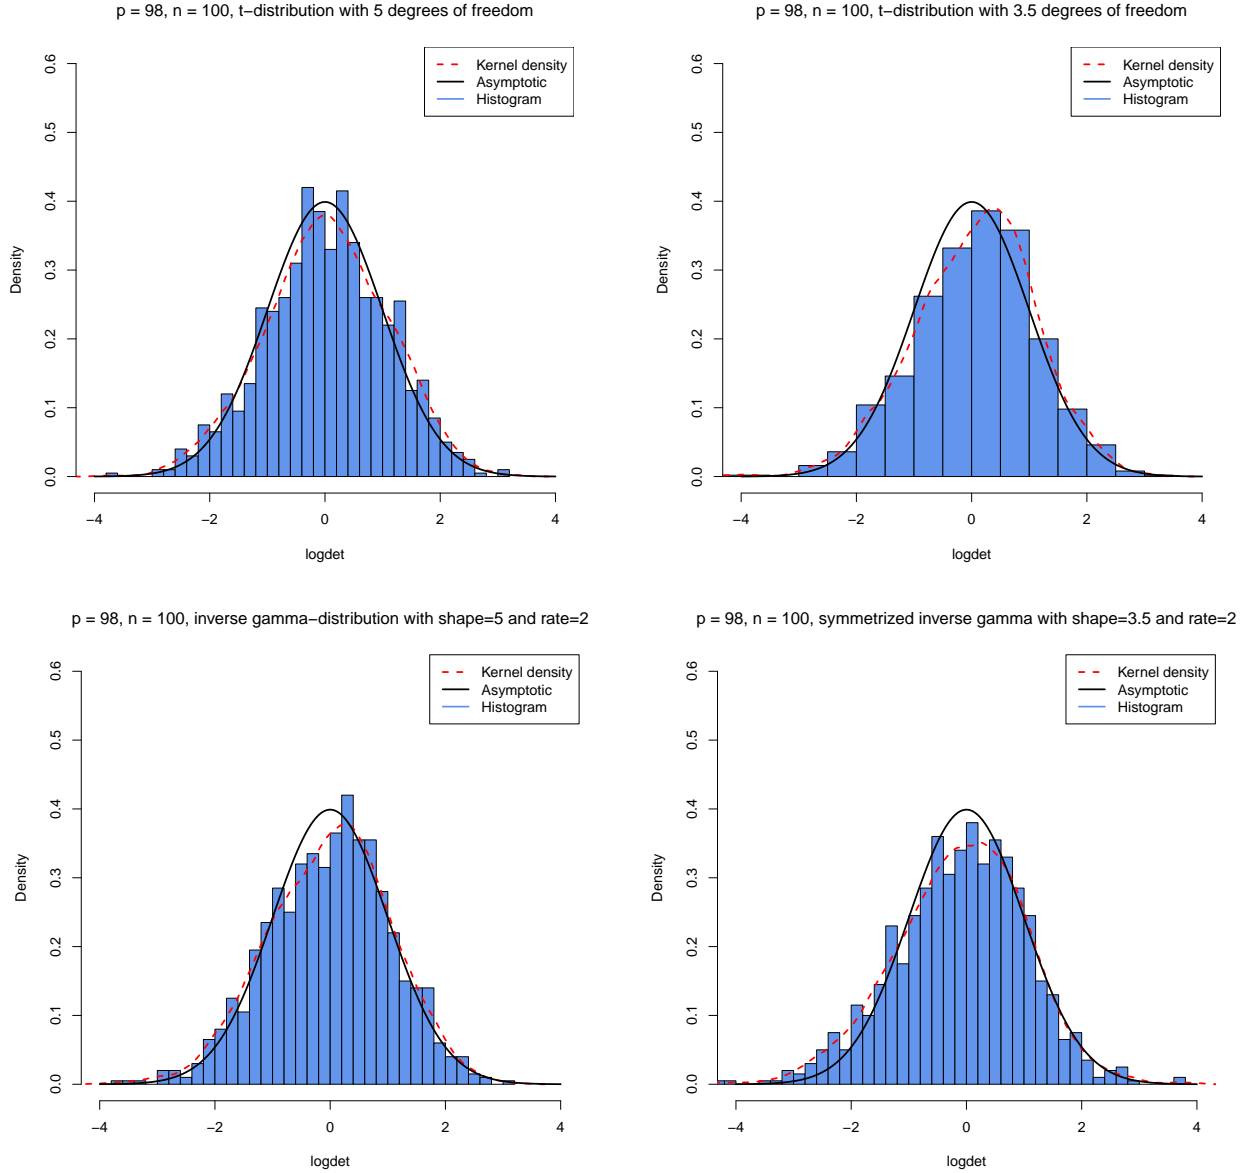 p = 98, n = 100, t−distribution with 5 degrees of freedom
Kernel density
Asymptotic
Histogram
Density
0.0
0.1
0.2
0.3
0.4
0.5
0.6
−4
−2
0
2
4
logdet
p = 98, n = 100, t−distribution with 3.5 degrees of freedom
Kernel density
Asymptotic
Histogram
Density
0.0
0.1
0.2
0.3
0.4
0.5
0.6
−4
−2
0
2
4
logdet
p = 98, n = 100, inverse gamma−distribution with shape=5 and rate=2
Kernel density
Asymptotic
Histogram
Density
0.0
0.1
0.2
0.3
0.4
0.5
0.6
−4
−2
0
2
4
logdet
p = 98, n = 100, symmetrized inverse gamma with shape=3.5 and rate=2
Kernel density
Asymptotic
Histogram
Density
0.0
0.1
0.2
0.3
0.4
0.5
0.6
−4
−2
0
2
4
logdet